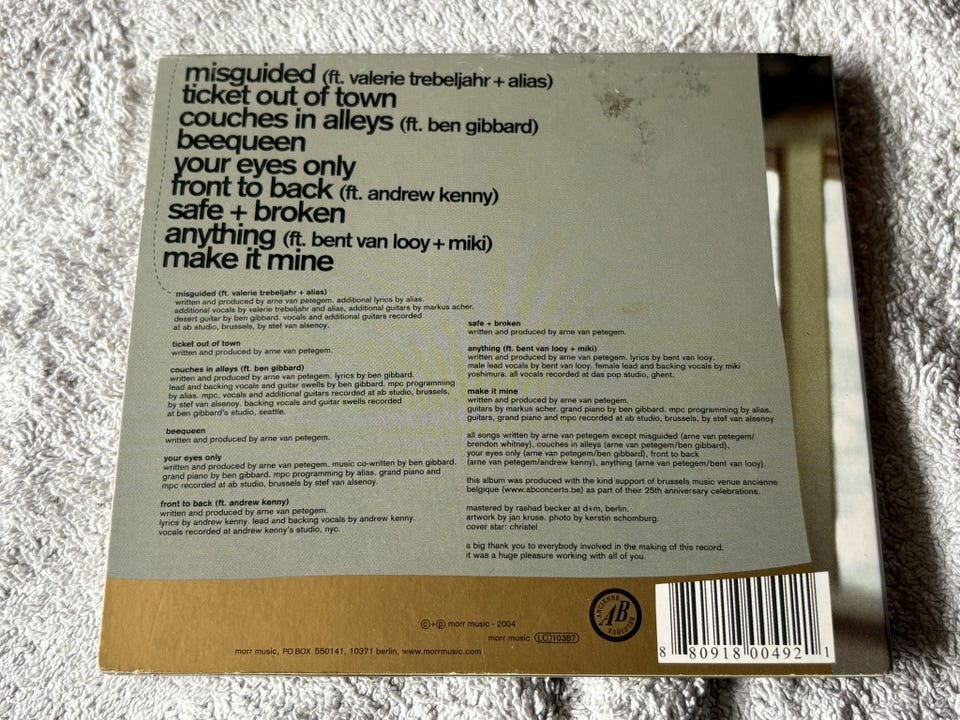 misguided (ft. valerie trebeljahr + alias)
ticket out of town
couches in alleys (ft. ben gibbard)
beequeen
your eyes only
front to back (ft. andrew kenny)
safe + broken
anything (ft. bent van looy + miki)
make it mine
misguided (ft. valerie trebeljahr + alias)
written and produced by arne van petegem. additional lyrics by alias.
additional vocals by valerie trebeljahr and alias, additional guitars by markus acher.
desert guitar by ben gibbard. vocals and additional guitars recorded
at ab studio, brussels, by stef van alsenoy.
ticket out of town
written and produced by arne van petegem.
couches in alleys (ft. ben gibbard)
written and produced by arne van petegem. lyrics by ben gibbard.
lead and backing vocals and guitar swells by ben gibbard. mpc programming
by alias. mpc, vocals and additional guitars recorded at ab studio, brussels,
by stef van alsenoy. backing vocals and guitar swells recorded
at ben gibbard's studio, seattle.
beequeen
written and produced by arne van petegem.
your eyes only
written and produced by arne van petegem. music co-written by ben gibbard.
grand piano by ben gibbard. mpc programming by alias. grand piano and
mpc recorded at ab studio, brussels by stef van alsenoy.
front to back (ft. andrew kenny)
written and produced by arne van petegem.
lyrics by andrew kenny. lead and backing vocals by andrew kenny.
vocals recorded at andrew kenny's studio, nyc.
safe + broken
written and produced by arne van petegem.
anything (ft. bent van looy + miki)
written and produced by arne van petegem. lyrics by bent van looy.
male lead vocals by bent van looy. female lead and backing vocals by miki
yoshimura. all vocals recorded at das pop studio, ghent.
make it mine
written and produced by arne van petegem.
guitars by markus acher. grand piano by ben gibbard. mpc programming by alias.
guitars, grand piano and mpc recorded at ab studio, brussels, by stef van alsenoy
all songs written by arne van petegem except misguided (arne van petegem/
brendon whitney), couches in alleys (arne van petegem/ben gibbard),
your eyes only (arne van petegem/ben gibbard), front to back
(arne van petegem/andrew kenny), anything (arne van petegem/bent van looy).
this album was produced with the kind support of brussels music venue ancienne
belgique (www.abconcerts.be) as part of their 25th anniversary celebrations.
mastered by rashad becker at d+m, berlin.
artwork by jan kruse. photo by kerstin schomburg.
cover star: christel
a big thank you to everybody involved in the making of this record.
it was a huge pleasure working with all of you.
©+℗ morr music - 2004
morr music LC 10387
morr music, PO BOX 550141, 10371 berlin, www.morrmusic.com
ANCIENNE
AB
BELGIQUE
8 80918 00492 1